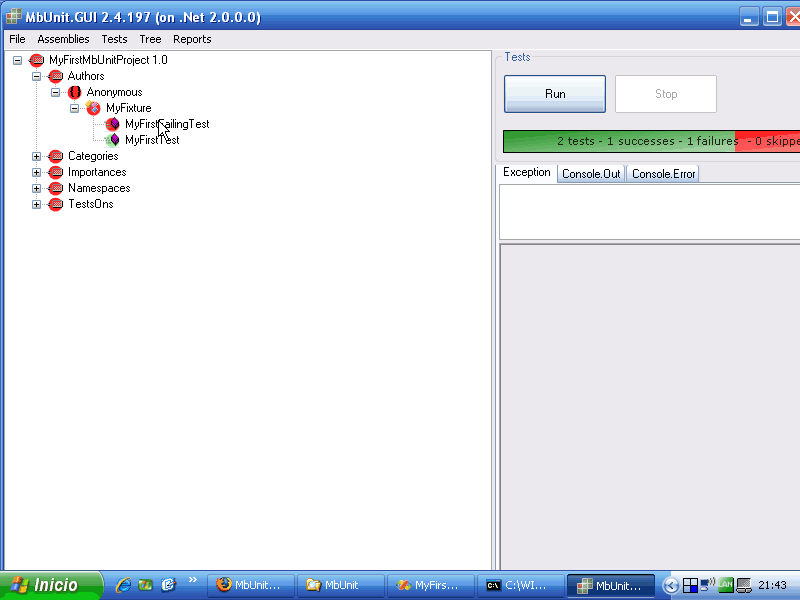 MbUnit.GUI 2.4.197 (on .Net 2.0.0.0)
File Assemblies Tests Tree Reports
MyFirstMbUnitProject 1.0
Authors
Anonymous
MyFixture
MyFirstFailingTest
MyFirstTest
Categories
Importances
Namespaces
TestsOns
Tests
Run Stop
2 tests - 1 successes - 1 failures - 0 skippe
Exception Console.Out Console.Error
Inicio MbUnit... MbUnit MyFirs... C:\WI... MbUnit... LAN 21:43